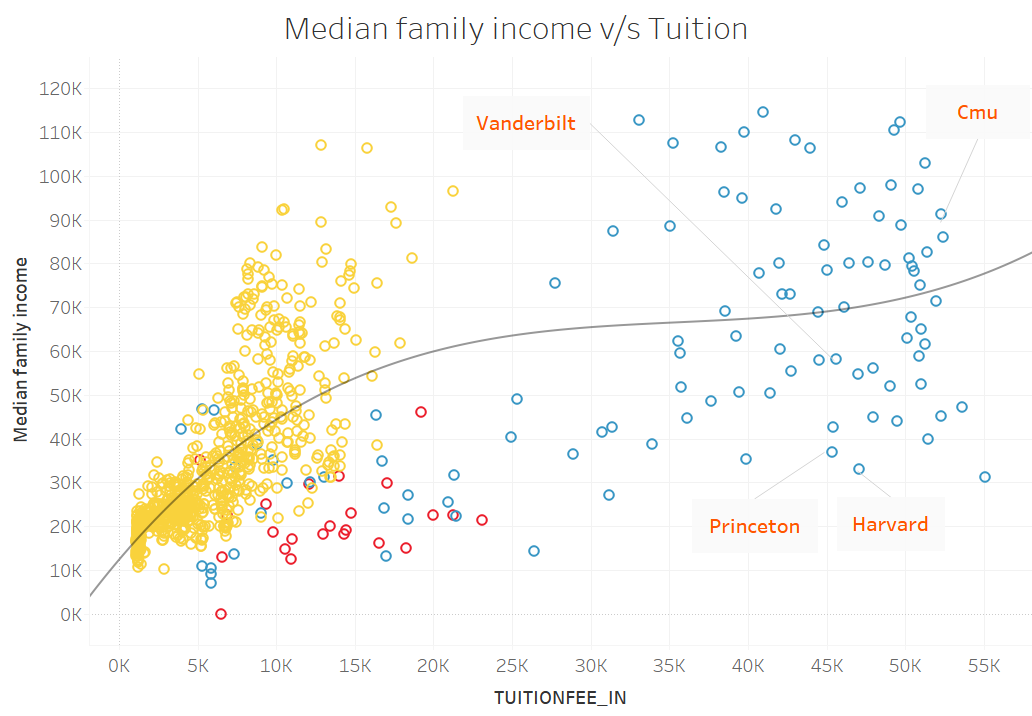 Median family income v/s Tuition
120K
110K
100K
90K
80K
70K
60K
50K
40K
30K
20K
10K
0K
Median family income
Vanderbilt
Cmu
Princeton
Harvard
0K 5K 10K 15K 20K 25K 30K 35K 40K 45K 50K 55K
TUITIONFEE_IN